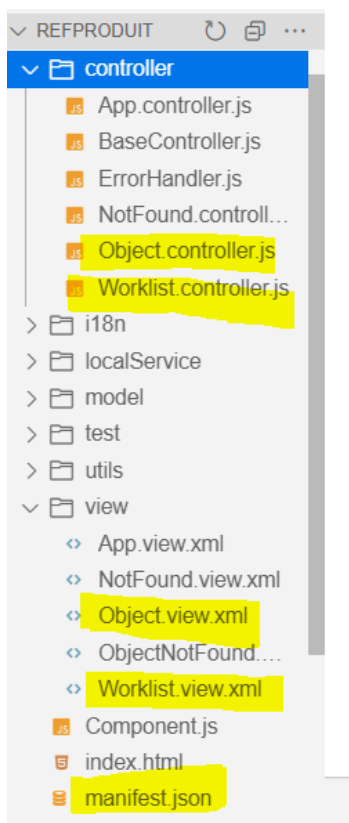 REFPRODUIT
controller
App.controller.js
BaseController.js
ErrorHandler.js
NotFound.controll...
Object.controller.js
Worklist.controller.js
i18n
localService
model
test
utils
view
App.view.xml
NotFound.view.xml
Object.view.xml
ObjectNotFound....
Worklist.view.xml
Component.js
index.html
manifest.json